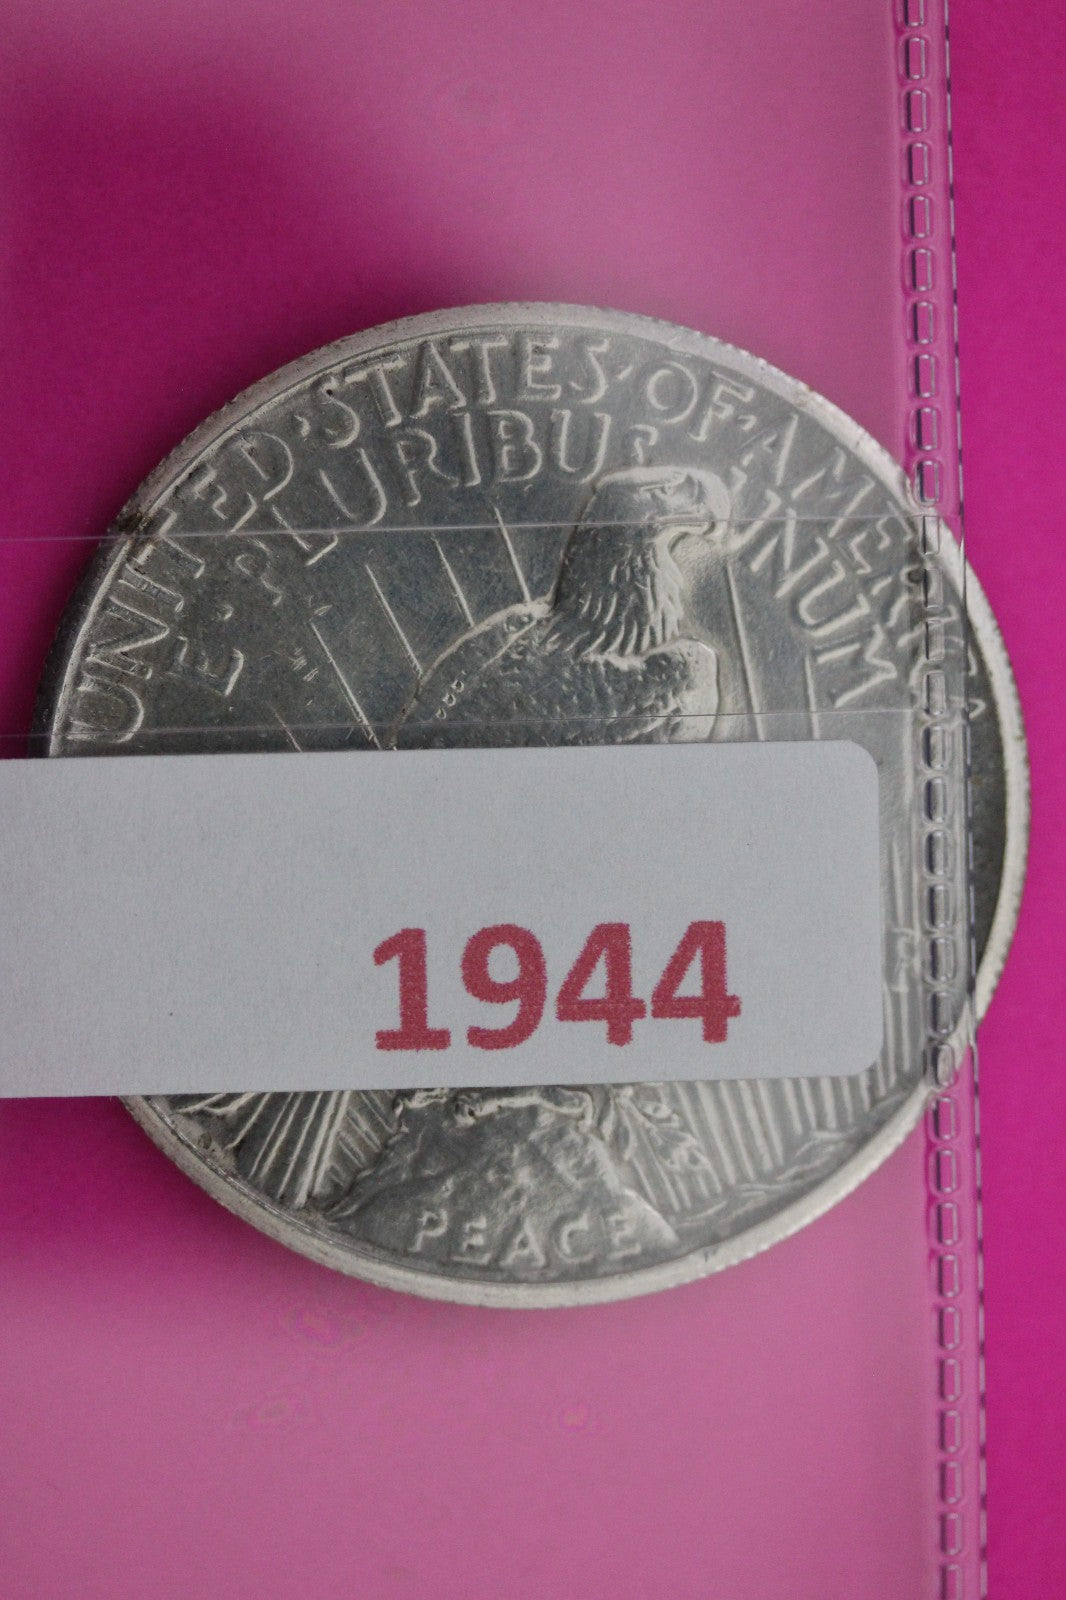 UNITED·STATES·OF·AMERICA
E·PLURIBUS UNUM
1944
PEACE